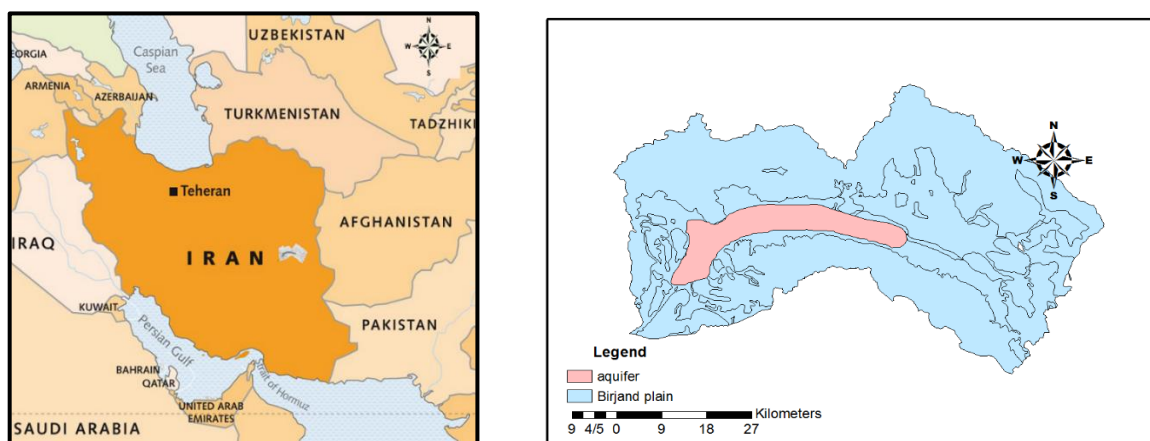 UZBEKISTAN
N
W E
S
Caspian
Sea
EORGIA
ARMENIA
AZERBAIJAN
TURKMENISTAN
TADZHIK
Teheran
AFGHANISTAN
IRAQ
IRAN
KUWAIT
PAKISTAN
Persian Gulf
Strait of Hormuz
BAHRAIN
QATAR
UNITED ARAB
EMIRATES
SAUDI ARABIA
N
W E
S
Legend
aquifer
Birjand plain
Kilometers
9 4/5 0 9 18 27